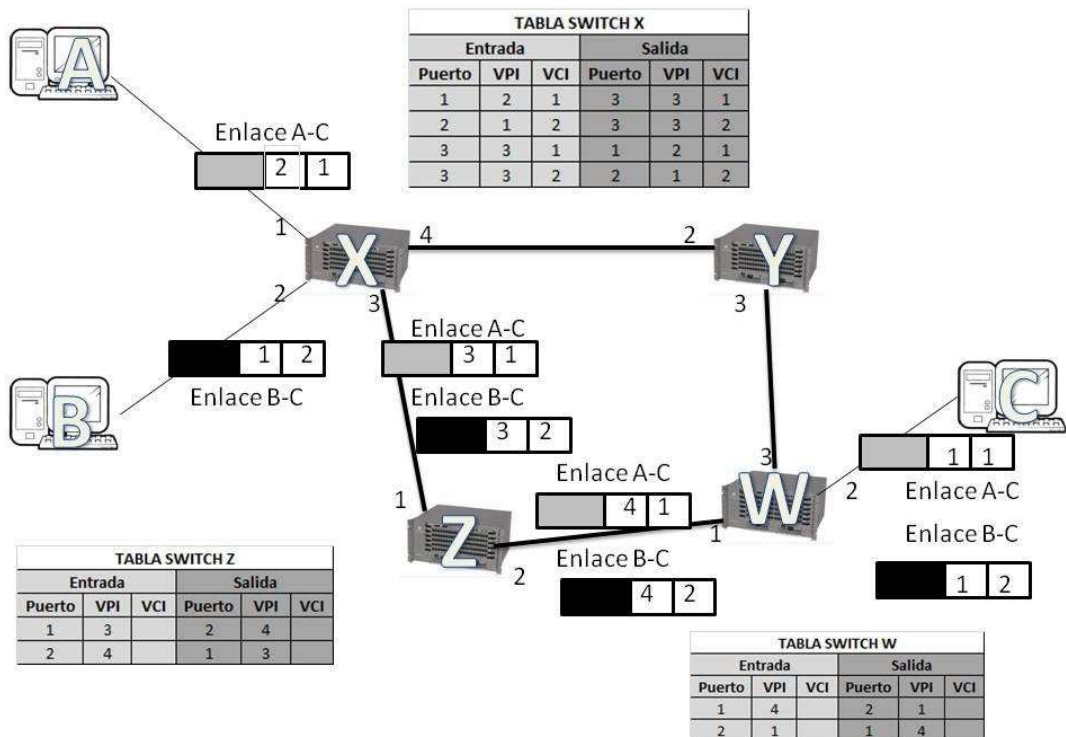 TABLA SWITCH X
Entrada Salida
Puerto VPI VCI Puerto VPI VCI
1 2 1 3 3 1
2 1 2 3 3 2
3 3 1 1 2 1
3 3 2 2 1 2
A
Enlace A-C
2 1
1
X
4
2
Y
2
3
3
1 2
Enlace B-C
B
Enlace A-C
3 1
Enlace B-C
3 2
C
1 1
Enlace A-C
Enlace B-C
1 2
3
W
2
1
Enlace A-C
4 1
1
Z
2
Enlace B-C
4 2
TABLA SWITCH Z
Entrada Salida
Puerto VPI VCI Puerto VPI VCI
1 3 2 4
2 4 1 3
TABLA SWITCH W
Entrada Salida
Puerto VPI VCI Puerto VPI VCI
1 4 2 1
2 1 1 4